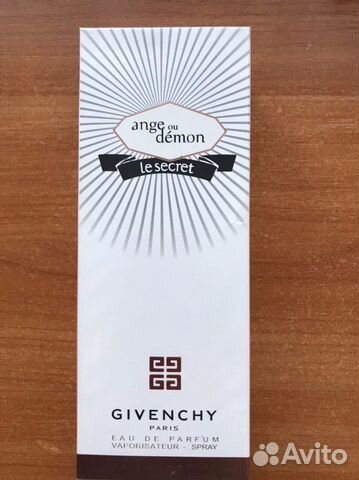 ange ou
démon
le secret
GIVENCHY
PARIS
EAU DE PARFUM
VAPORISATEUR - SPRAY
Avito